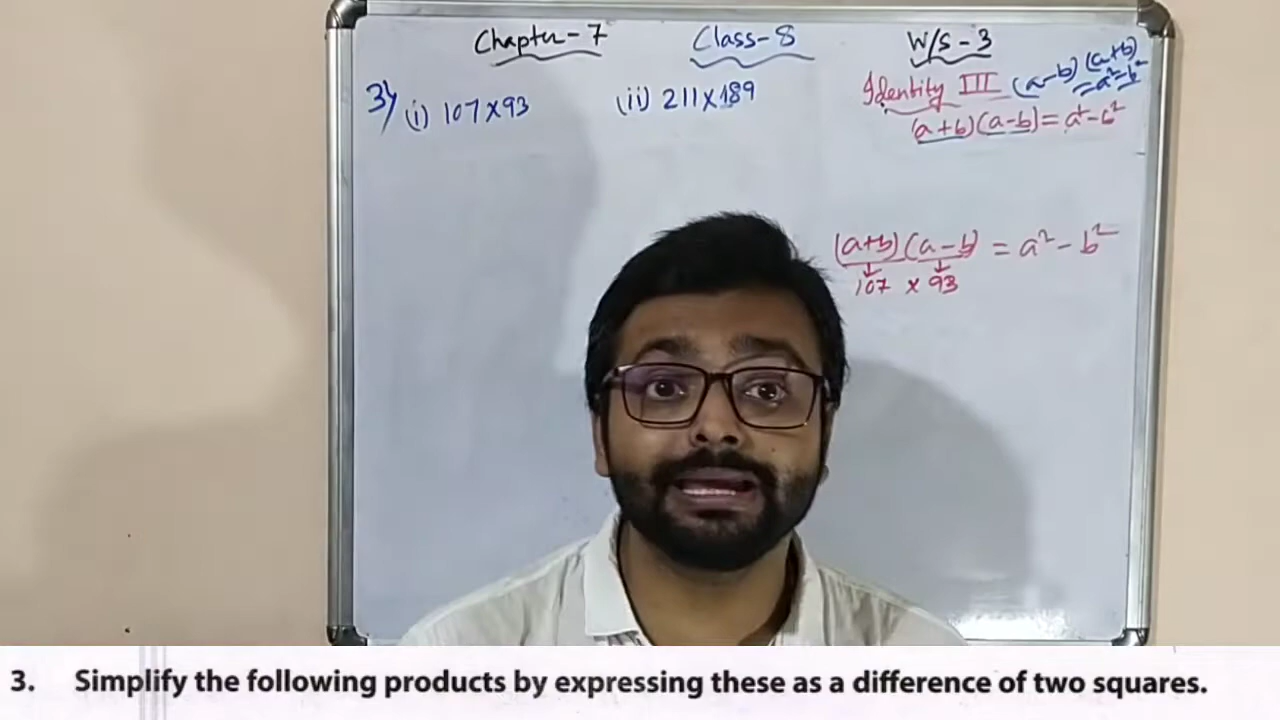 Chapter-7 Class-8 W/S-3
3) (i) 107×93 (ii) 211×189
Identity III (a-b)(a+b)
=a²-b²
(a+b)(a-b)=a²-b²
(a+b)(a-b) = a²-b²
107 × 93
3. Simplify the following products by expressing these as a difference of two squares.